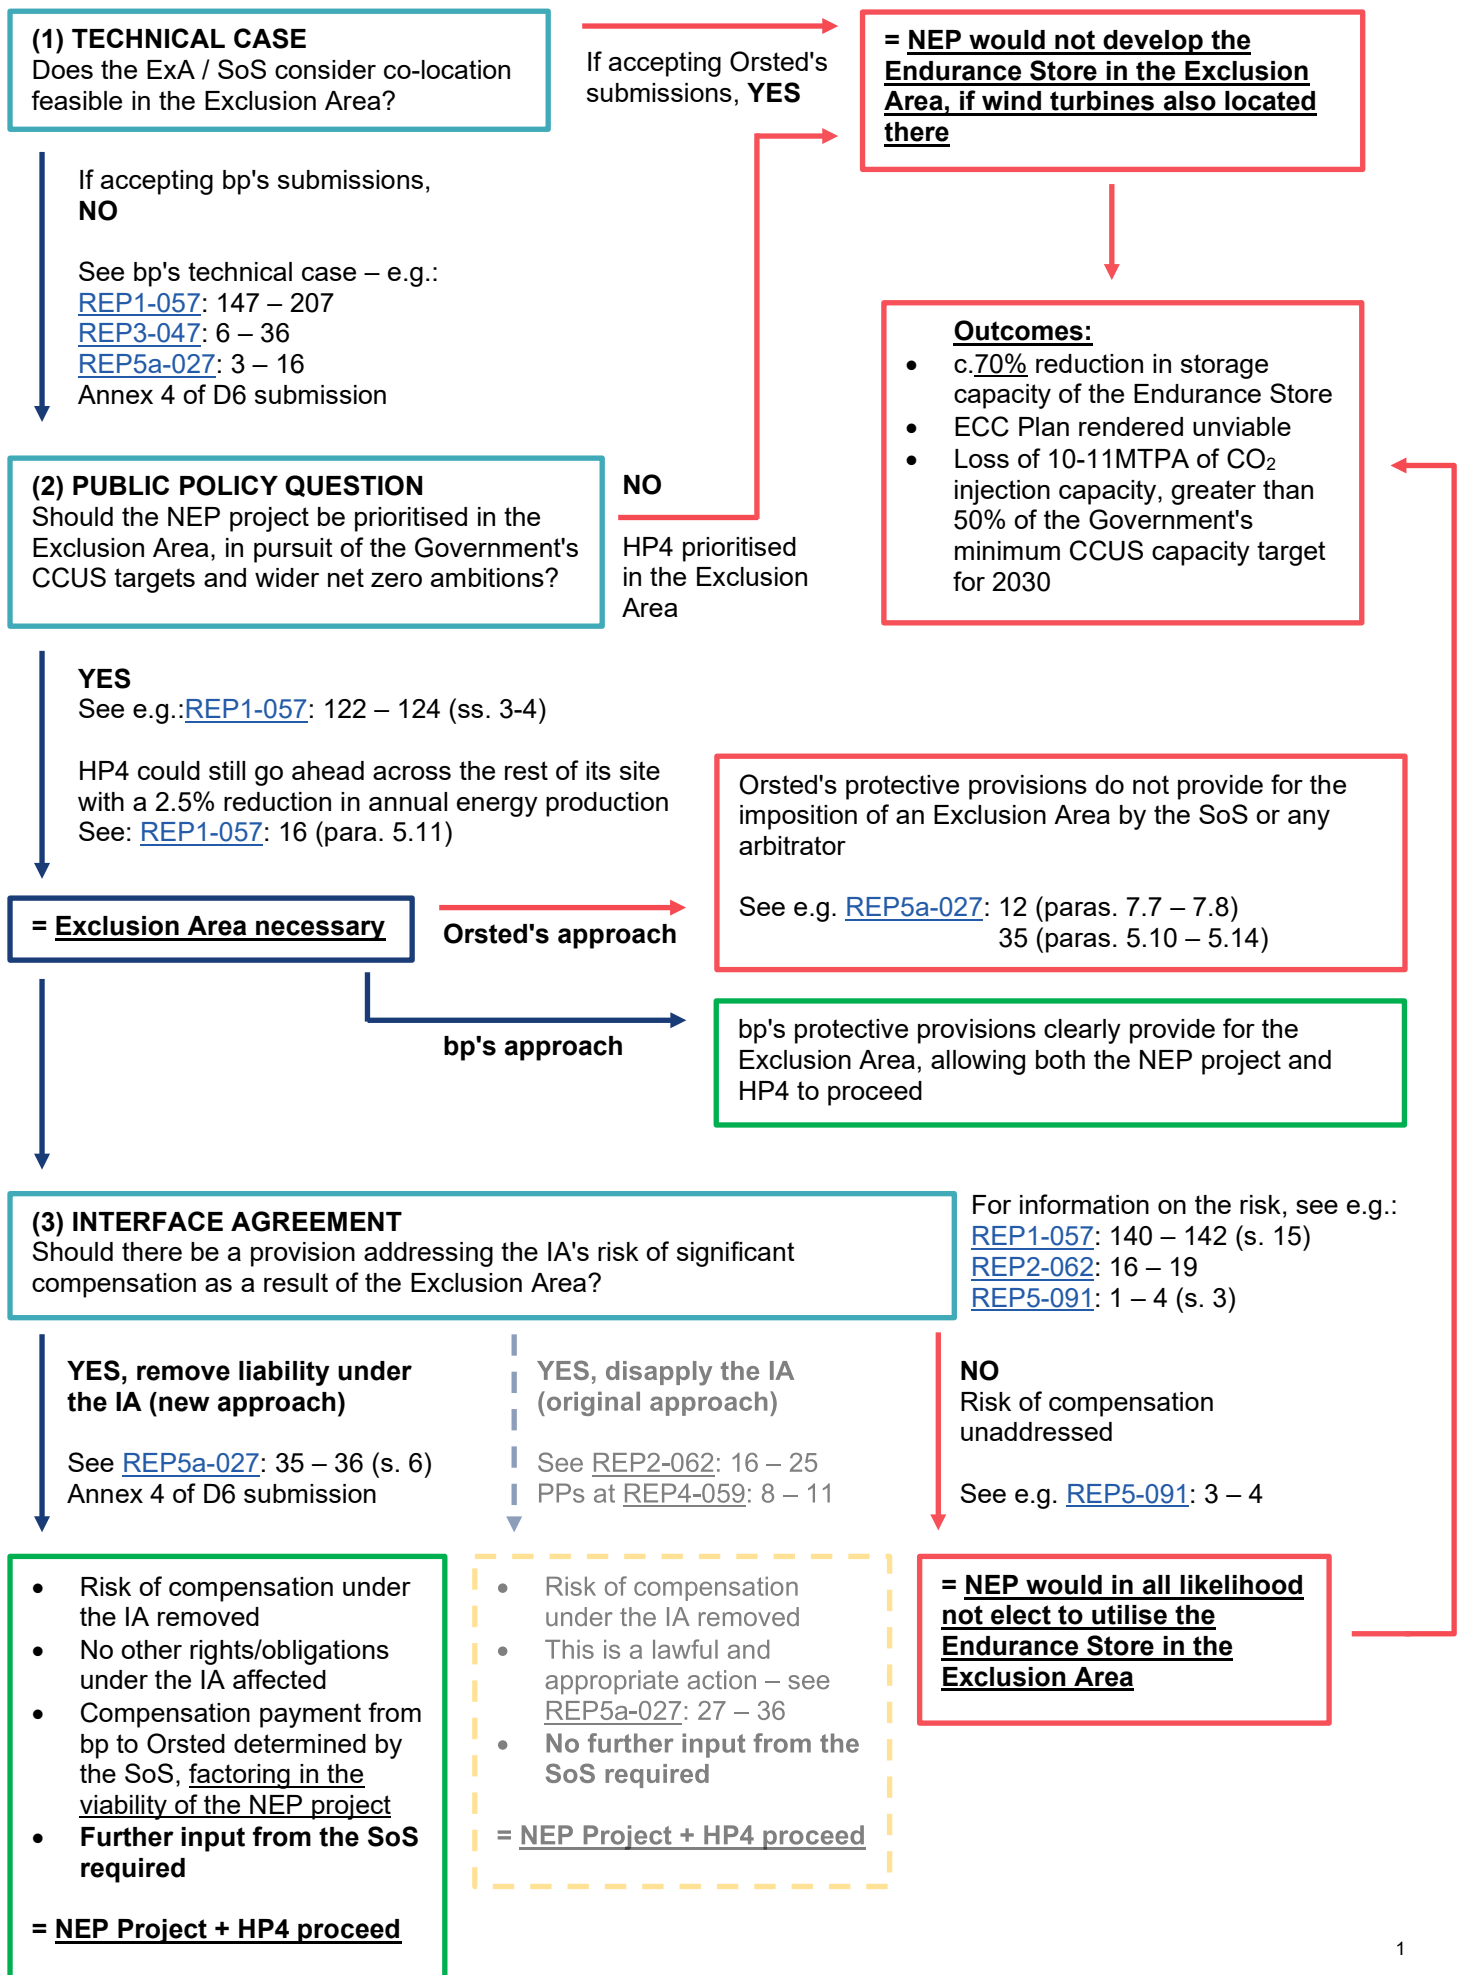 (1) TECHNICAL CASE
Does the ExA / SoS consider co-location
feasible in the Exclusion Area?
If accepting Orsted's
submissions, YES
= NEP would not develop the
Endurance Store in the Exclusion
Area, if wind turbines also located
there
If accepting bp's submissions,
NO
See bp's technical case – e.g.:
REP1-057: 147 – 207
REP3-047: 6 – 36
REP5a-027: 3 – 16
Annex 4 of D6 submission
Outcomes:
• c.70% reduction in storage
capacity of the Endurance Store
• ECC Plan rendered unviable
• Loss of 10-11MTPA of CO2
injection capacity, greater than
50% of the Government's
minimum CCUS capacity target
for 2030
(2) PUBLIC POLICY QUESTION
Should the NEP project be prioritised in the
Exclusion Area, in pursuit of the Government's
CCUS targets and wider net zero ambitions?
NO
HP4 prioritised
in the Exclusion
Area
YES
See e.g.:REP1-057: 122 – 124 (ss. 3-4)
HP4 could still go ahead across the rest of its site
with a 2.5% reduction in annual energy production
See: REP1-057: 16 (para. 5.11)
= Exclusion Area necessary
Orsted's approach
Orsted's protective provisions do not provide for the
imposition of an Exclusion Area by the SoS or any
arbitrator
See e.g. REP5a-027: 12 (paras. 7.7 – 7.8)
35 (paras. 5.10 – 5.14)
bp's approach
bp's protective provisions clearly provide for the
Exclusion Area, allowing both the NEP project and
HP4 to proceed
(3) INTERFACE AGREEMENT
Should there be a provision addressing the IA's risk of significant
compensation as a result of the Exclusion Area?
For information on the risk, see e.g.:
REP1-057: 140 – 142 (s. 15)
REP2-062: 16 – 19
REP5-091: 1 – 4 (s. 3)
YES, remove liability under
the IA (new approach)
See REP5a-027: 35 – 36 (s. 6)
Annex 4 of D6 submission
YES, disapply the IA
(original approach)
See REP2-062: 16 – 25
PPs at REP4-059: 8 – 11
NO
Risk of compensation
unaddressed
See e.g. REP5-091: 3 – 4
• Risk of compensation under
the IA removed
• No other rights/obligations
under the IA affected
• Compensation payment from
bp to Orsted determined by
the SoS, factoring in the
viability of the NEP project
• Further input from the SoS
required
= NEP Project + HP4 proceed
• Risk of compensation
under the IA removed
• This is a lawful and
appropriate action – see
REP5a-027: 27 – 36
• No further input from the
SoS required
= NEP Project + HP4 proceed
= NEP would in all likelihood
not elect to utilise the
Endurance Store in the
Exclusion Area
1